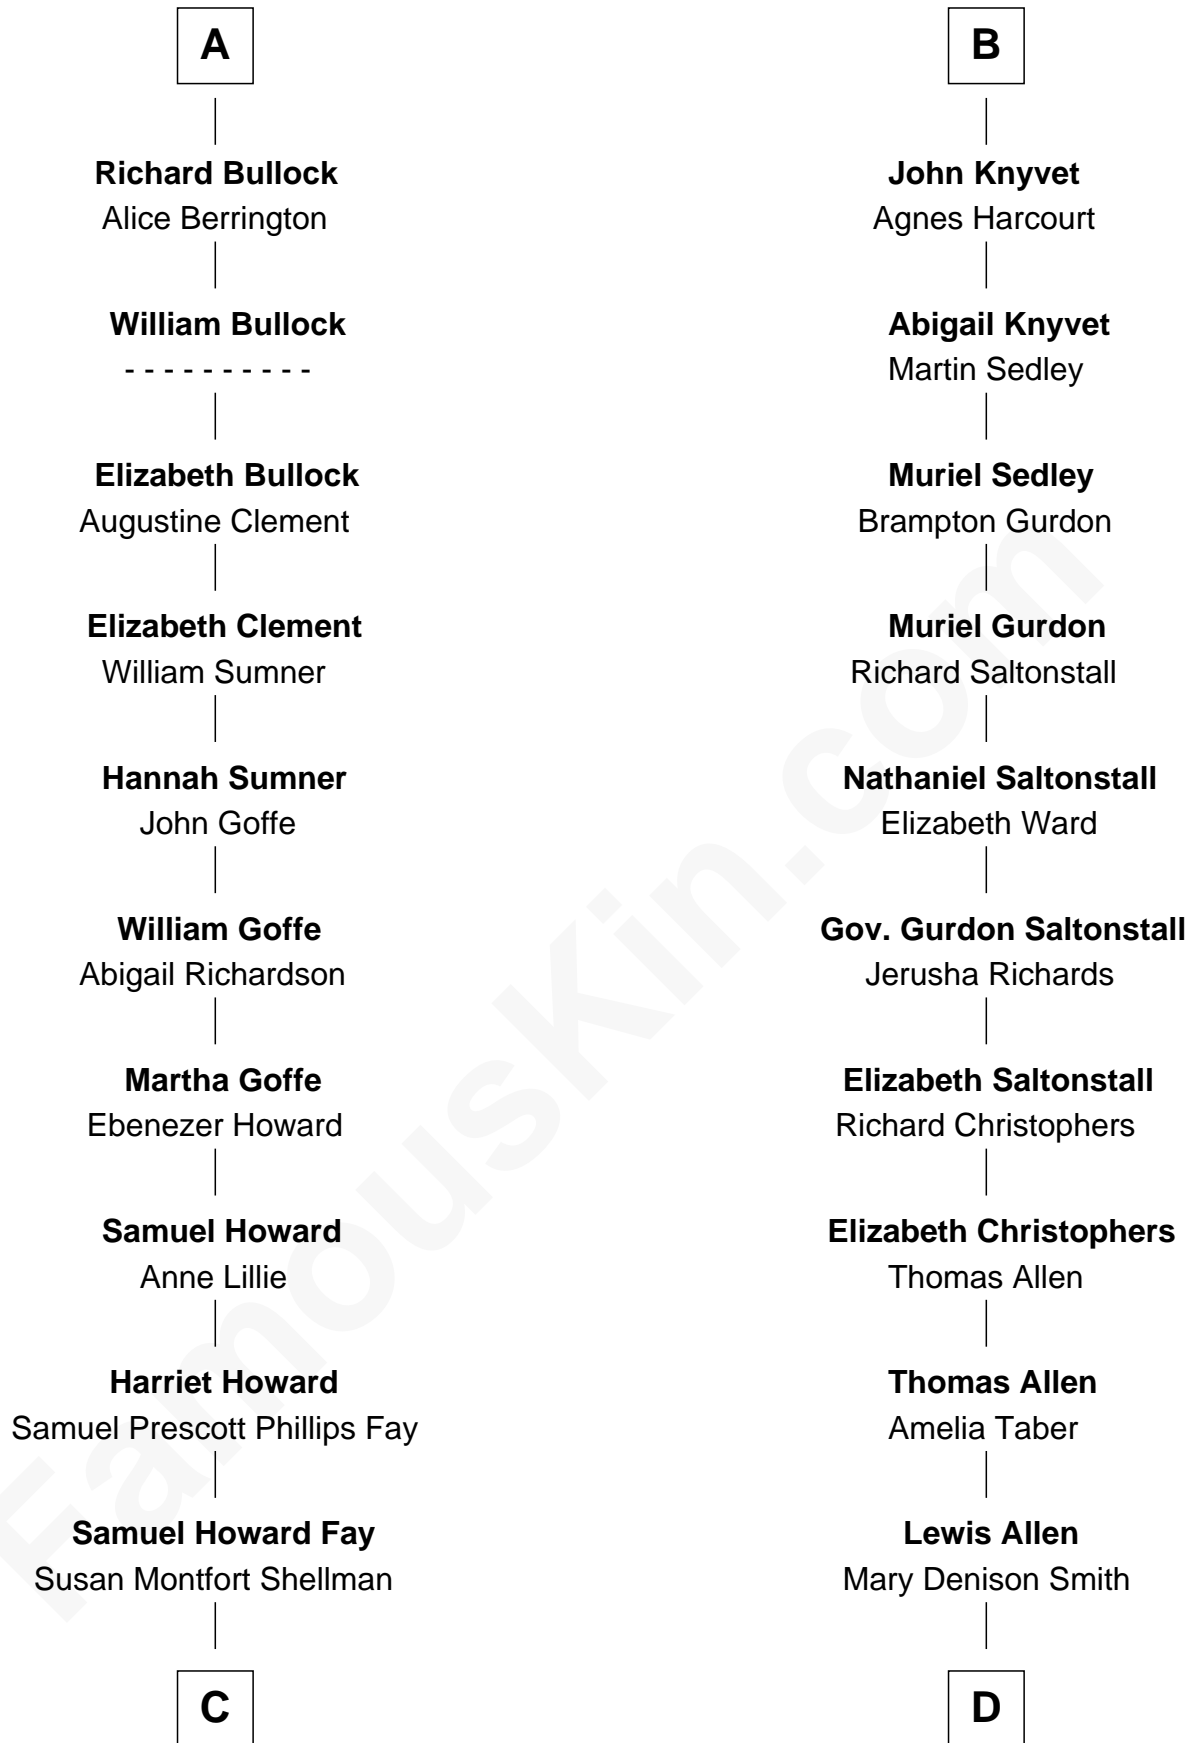 A
Richard Bullock
Alice Berrington
William Bullock
- - - - - - - - - -
Elizabeth Bullock
Augustine Clement
Elizabeth Clement
William Sumner
Hannah Sumner
John Goffe
William Goffe
Abigail Richardson
Martha Goffe
Ebenezer Howard
Samuel Howard
Anne Lillie
Harriet Howard
Samuel Prescott Phillips Fay
Samuel Howard Fay
Susan Montfort Shellman
C
B
John Knyvet
Agnes Harcourt
Abigail Knyvet
Martin Sedley
Muriel Sedley
Brampton Gurdon
Muriel Gurdon
Richard Saltonstall
Nathaniel Saltonstall
Elizabeth Ward
Gov. Gurdon Saltonstall
Jerusha Richards
Elizabeth Saltonstall
Richard Christophers
Elizabeth Christophers
Thomas Allen
Thomas Allen
Amelia Taber
Lewis Allen
Mary Denison Smith
D
FamousKin.com